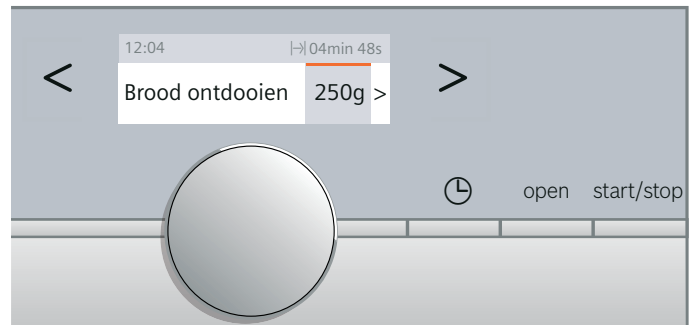 12:04 |→| 04min 48s
< Brood ontdooien 250g > >
open start/stop